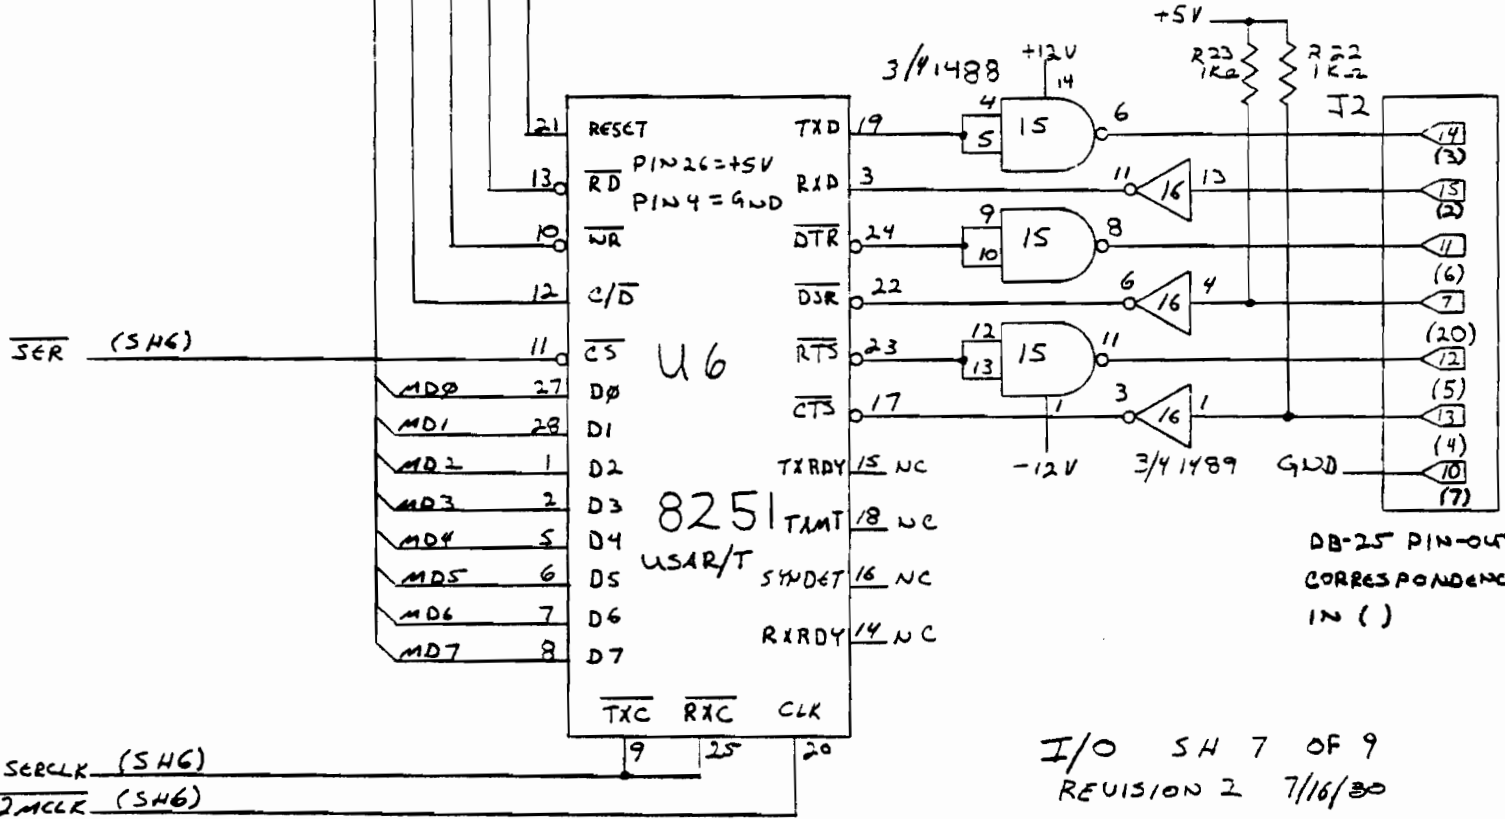 +5V
R23
1KΩ
R22
1KΩ
J2
3/4 1488
+12V
14
21 RESET
TXD 19
4
5
15
6
14
(3)
13 RD
PIN 26 = +5V
PIN 4 = GND
RXD 3
11
16
13
15
(2)
10 WR
DTR 24
9
10
15
8
11
(6)
12 C/D
DSR 22
6
16
4
7
(20)
SER (SH6)
11 CS
U6
RTS 23
12
13
15
11
12
(5)
MD0 27 D0
CTS 17
3
16
1
13
(4)
MD1 28 D1
1
-12V
3/4 1489
GND
10
(7)
MD2 1 D2
TXRDY 15 NC
MD3 2 D3
8251
USAR/T
TXMT 18 NC
MD4 5 D4
MD5 6 D5
SYNDET 16 NC
MD6 7 D6
RXRDY 14 NC
MD7 8 D7
DB-25 PIN-OU
CORRESPONDENC
IN ( )
TXC RXC CLK
9 25 20
SERCLK (SH6)
2MCLK (SH6)
I/O SH 7 OF 9
REVISION 2 7/16/80